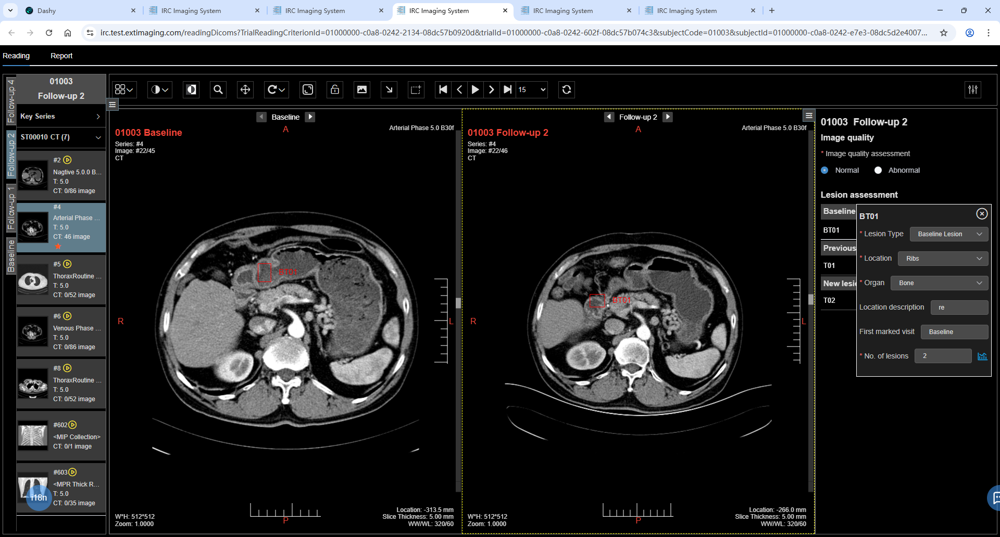 Dashy
IRC Imaging System
IRC Imaging System
IRC Imaging System
IRC Imaging System
IRC Imaging System
irc.test.extimaging.com/readingDicoms?TrialReadingCriterionId=01000000-c0a8-0242-2134-08dc57b0920d&trialId=01000000-c0a8-0242-602f-08dc57b074c3&subjectCode=01003&subjectId=01000000-c0a8-0242-e7e3-08dc5d2e4007...
Reading
Report
Follow-up 4
Follow-up 2
Follow-up 1
Baseline
01003
Follow-up 2
Key Series
ST00010 CT (7)
#2
Nagtive 5.0.0 B...
T: 5.0
CT: 0/86 image
#4
Arterial Phase ...
T: 5.0
CT: 46 image
#5
ThoraxRoutine ...
T: 5.0
CT: 0/52 image
#6
Venous Phase ...
T: 5.0
CT: 0/86 image
#8
ThoraxRoutine ...
T: 5.0
CT: 0/52 image
#602
<MIP Collection>
CT: 0/1 image
#603
<MPR Thick R...
T: 5.0
CT: 0/35 image
i18n
15
Baseline
A
01003 Baseline
Arterial Phase 5.0 B30f
Series: #4
Image: #22/45
CT
BT01
R
L
P
W*H: 512*512
Zoom: 1.0000
Location: -313.5 mm
Slice Thickness: 5.00 mm
WW/WL: 320/60
Follow-up 2
A
01003 Follow-up 2
Arterial Phase 5.0 B30f
Series: #4
Image: #22/46
CT
BT01
R
L
P
W*H: 512*512
Zoom: 1.0000
Location: -266.0 mm
Slice Thickness: 5.00 mm
WW/WL: 320/60
01003 Follow-up 2
Image quality
* Image quality assessment
Normal
Abnormal
Lesion assessment
Baseline
BT01
Previous
T01
New lesi
T02
BT01
* Lesion Type
Baseline Lesion
* Location
Ribs
* Organ
Bone
Location description
re
First marked visit
Baseline
* No. of lesions
2